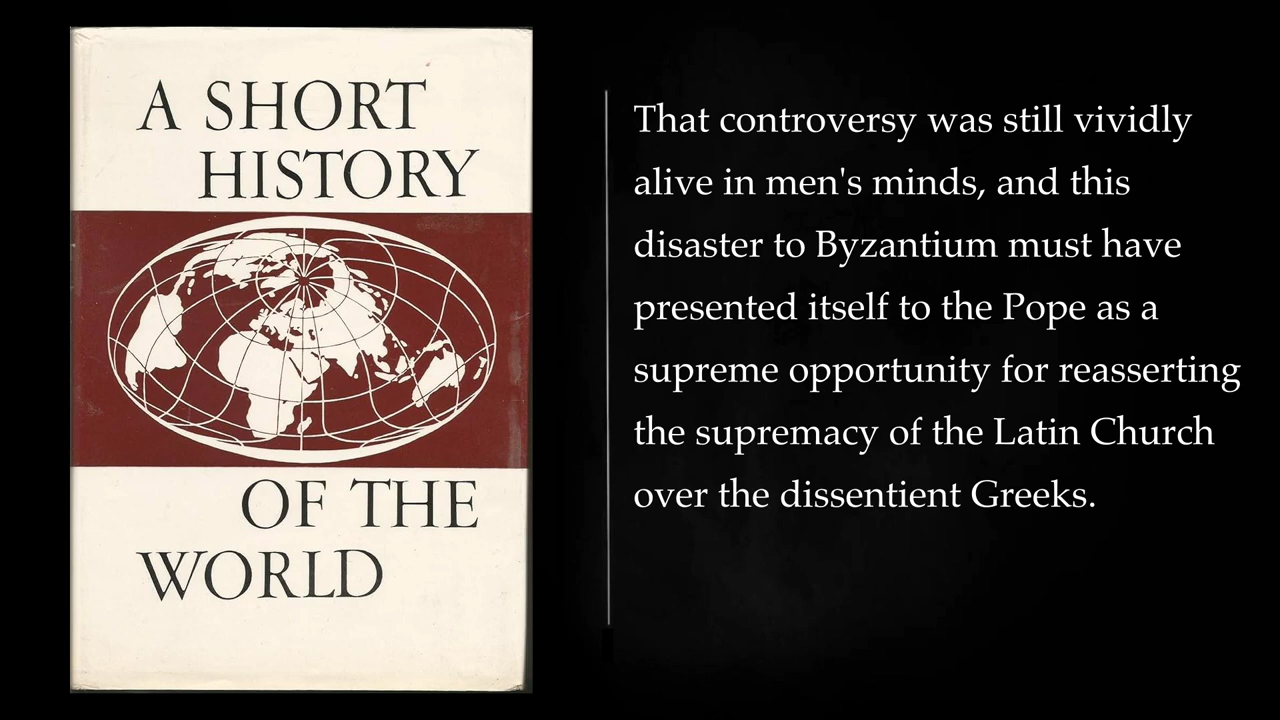 A SHORT
HISTORY
OF THE
WORLD
That controversy was still vividly
alive in men's minds, and this
disaster to Byzantium must have
presented itself to the Pope as a
supreme opportunity for reasserting
the supremacy of the Latin Church
over the dissentient Greeks.